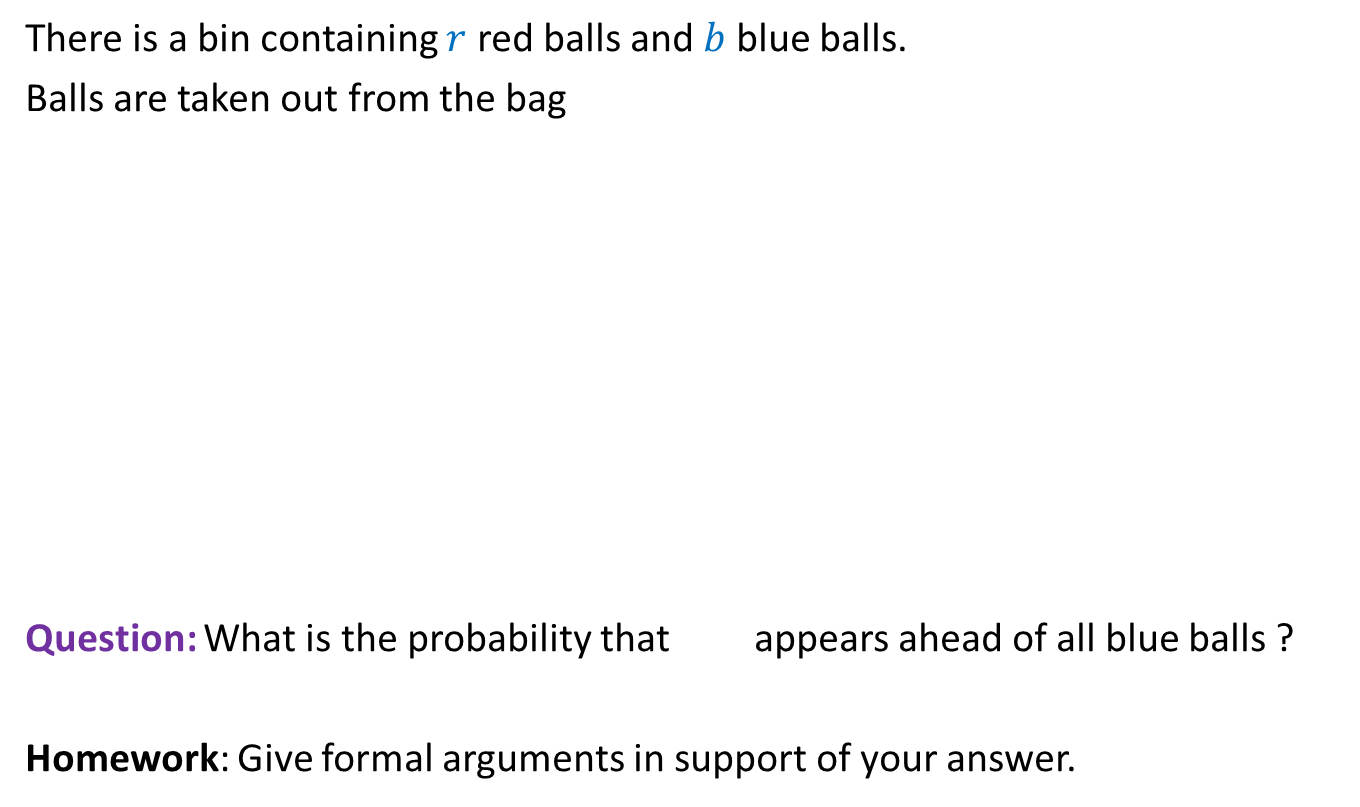 There is a bin containing r red balls and b blue balls.
Balls are taken out from the bag
Question: What is the probability that appears ahead of all blue balls ?
Homework: Give formal arguments in support of your answer.